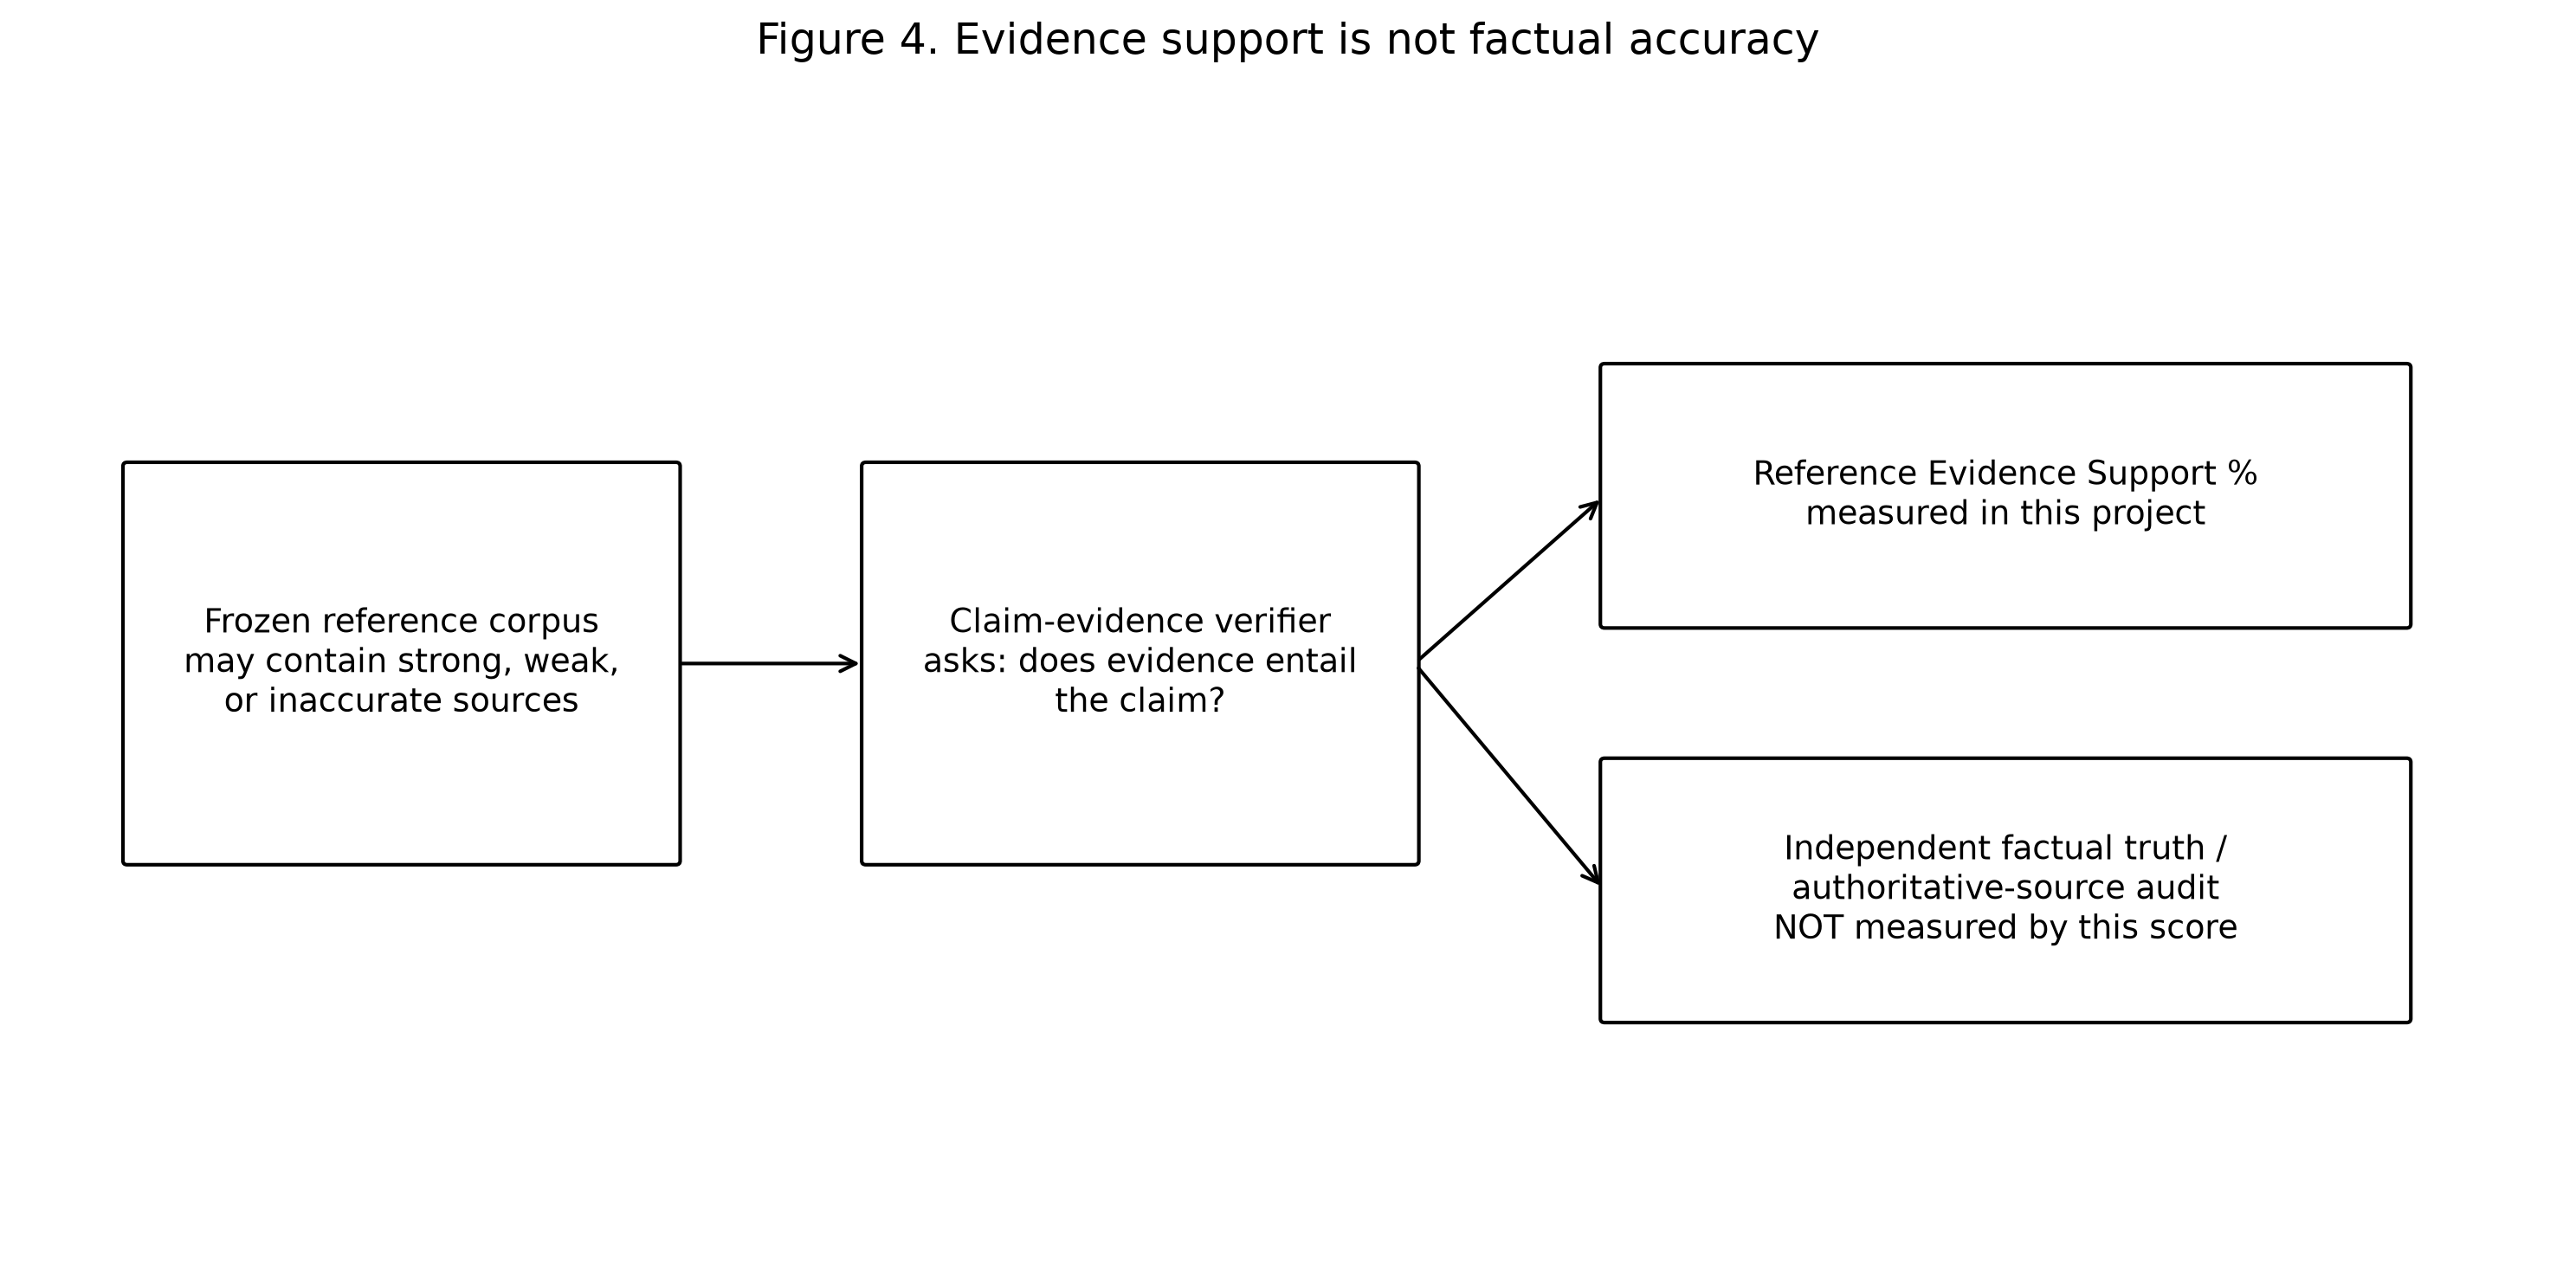 Figure 4. Evidence support is not factual accuracy
Frozen reference corpus
may contain strong, weak,
or inaccurate sources
Claim-evidence verifier
asks: does evidence entail
the claim?
Reference Evidence Support %
measured in this project
Independent factual truth /
authoritative-source audit
NOT measured by this score